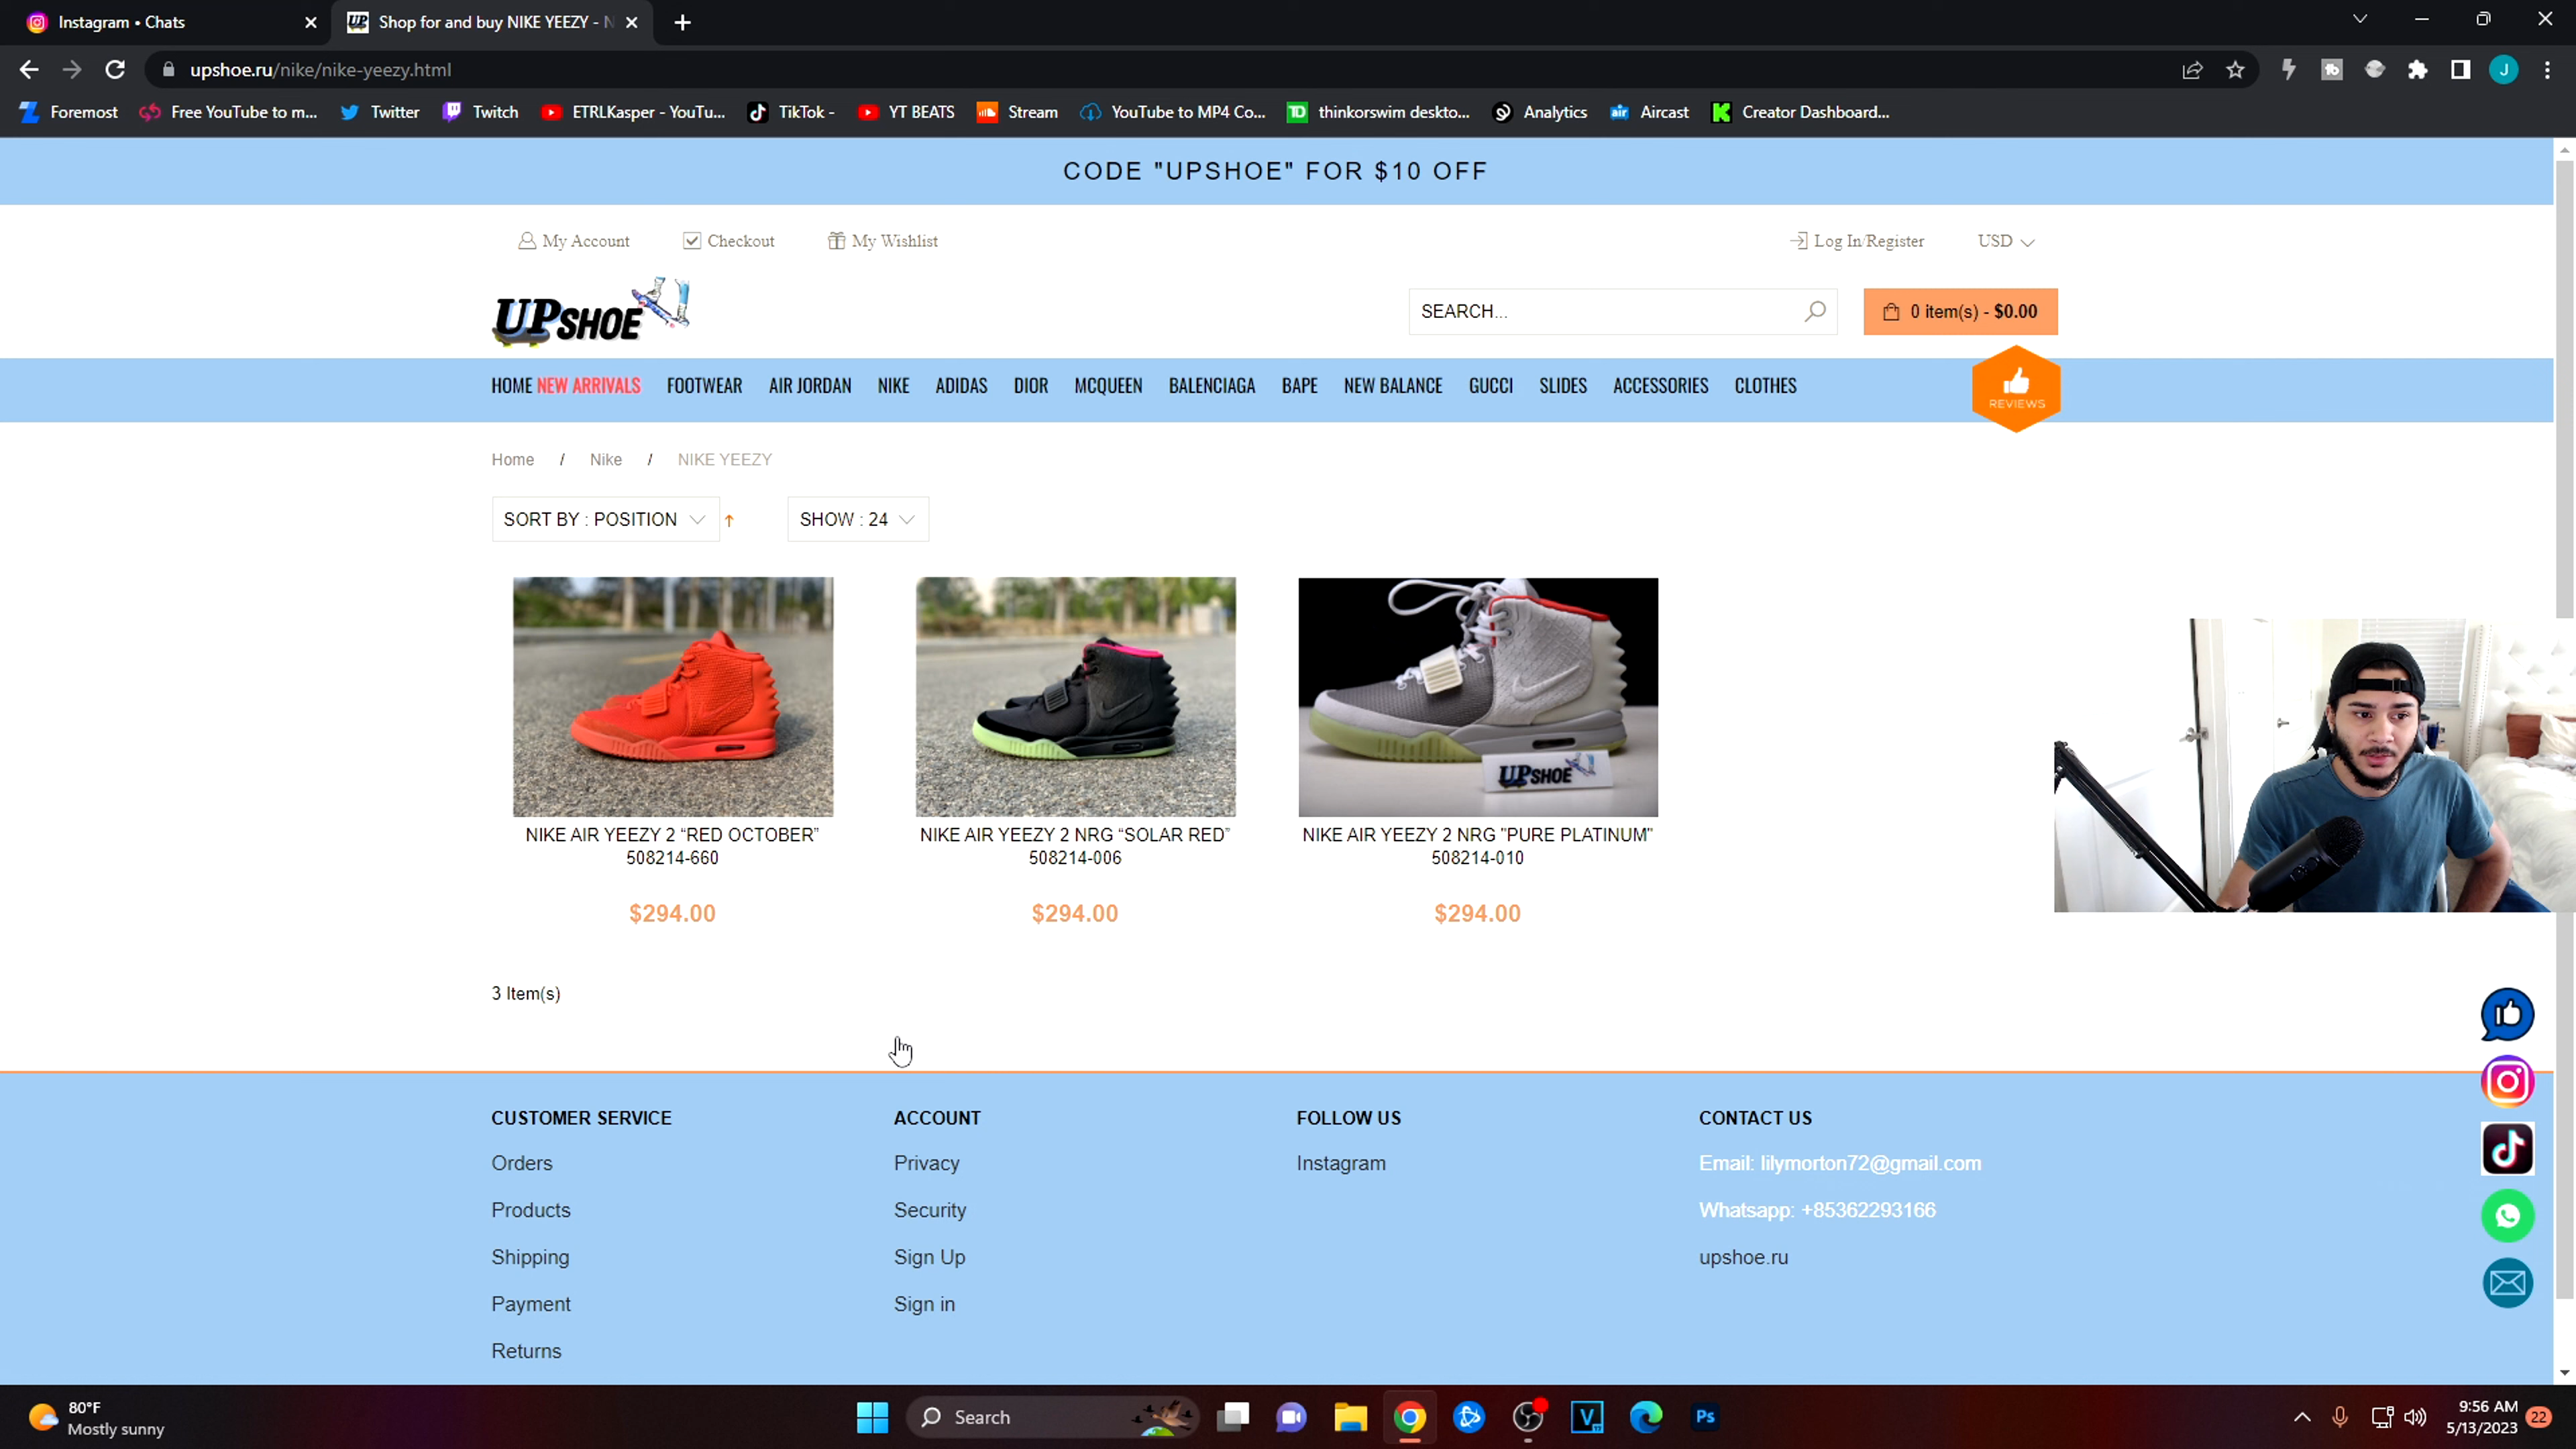 Instagram • Chats
Shop for and buy NIKE YEEZY - N
upshoe.ru/nike/nike-yeezy.html
J
Foremost
Free YouTube to m...
Twitter
Twitch
ETRLKasper - YouTu...
TikTok -
YT BEATS
Stream
YouTube to MP4 Co...
thinkorswim deskto...
Analytics
Aircast
Creator Dashboard...
CODE "UPSHOE" FOR $10 OFF
My Account
Checkout
My Wishlist
Log In/Register
USD
UPSHOE
SEARCH...
0 item(s) - $0.00
HOME NEW ARRIVALS FOOTWEAR AIR JORDAN NIKE ADIDAS DIOR MCQUEEN BALENCIAGA BAPE NEW BALANCE GUCCI SLIDES ACCESSORIES CLOTHES
REVIEWS
Home / Nike / NIKE YEEZY
SORT BY : POSITION
SHOW : 24
UPSHOE
NIKE AIR YEEZY 2 “RED OCTOBER”
508214-660
$294.00
NIKE AIR YEEZY 2 NRG “SOLAR RED”
508214-006
$294.00
NIKE AIR YEEZY 2 NRG "PURE PLATINUM"
508214-010
$294.00
3 Item(s)
CUSTOMER SERVICE
Orders
Products
Shipping
Payment
Returns
ACCOUNT
Privacy
Security
Sign Up
Sign in
FOLLOW US
Instagram
CONTACT US
Email: lilymorton72@gmail.com
Whatsapp: +85362293166
upshoe.ru
80°F
Mostly sunny
Search
V
Ps
9:56 AM
5/13/2023
22